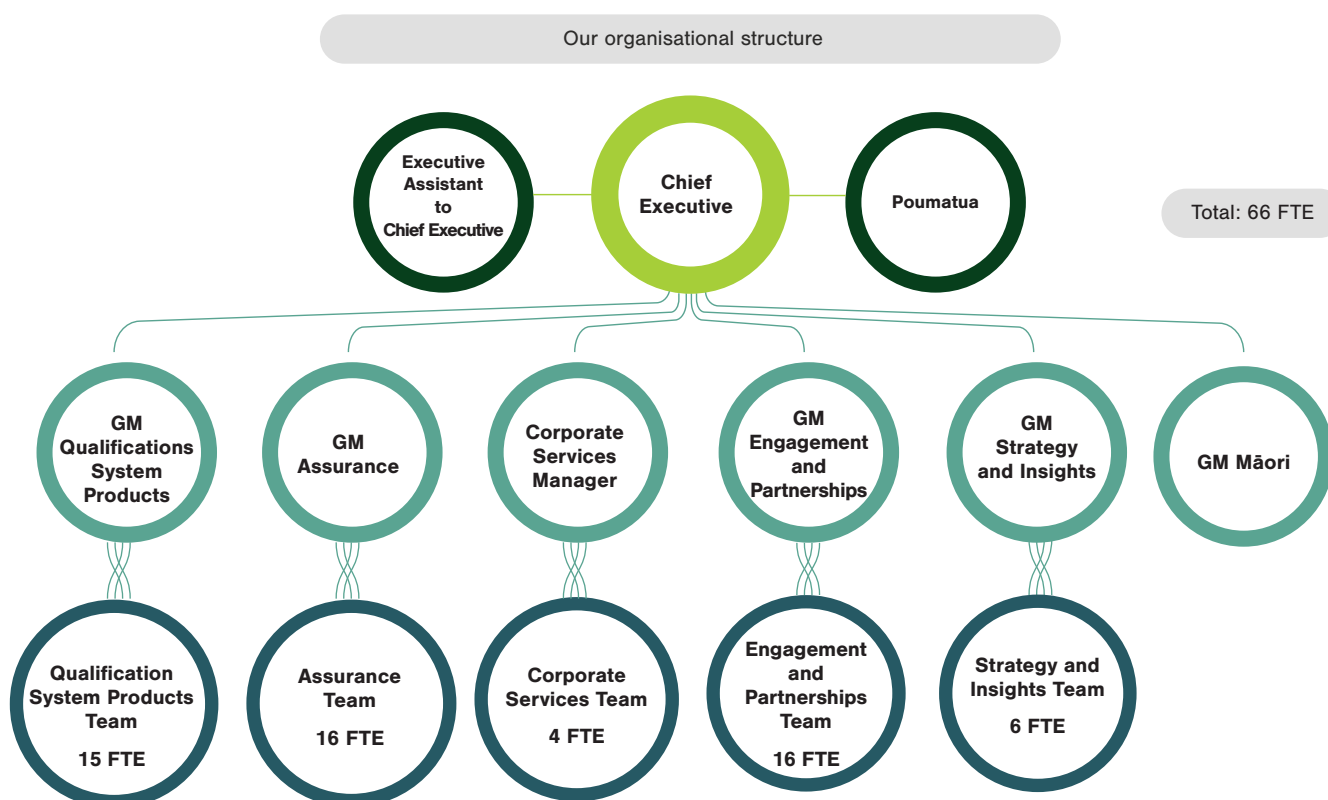 Our organisational structure
Executive
Assistant
to
Chief Executive
Chief
Executive
Poumatua
Total: 66 FTE
GM
Qualifications
System
Products
GM
Assurance
Corporate
Services
Manager
GM
Engagement
and
Partnerships
GM
Strategy
and Insights
GM Māori
Qualification
System Products
Team
15 FTE
Assurance
Team
16 FTE
Corporate
Services Team
4 FTE
Engagement
and
Partnerships
Team
16 FTE
Strategy and
Insights Team
6 FTE